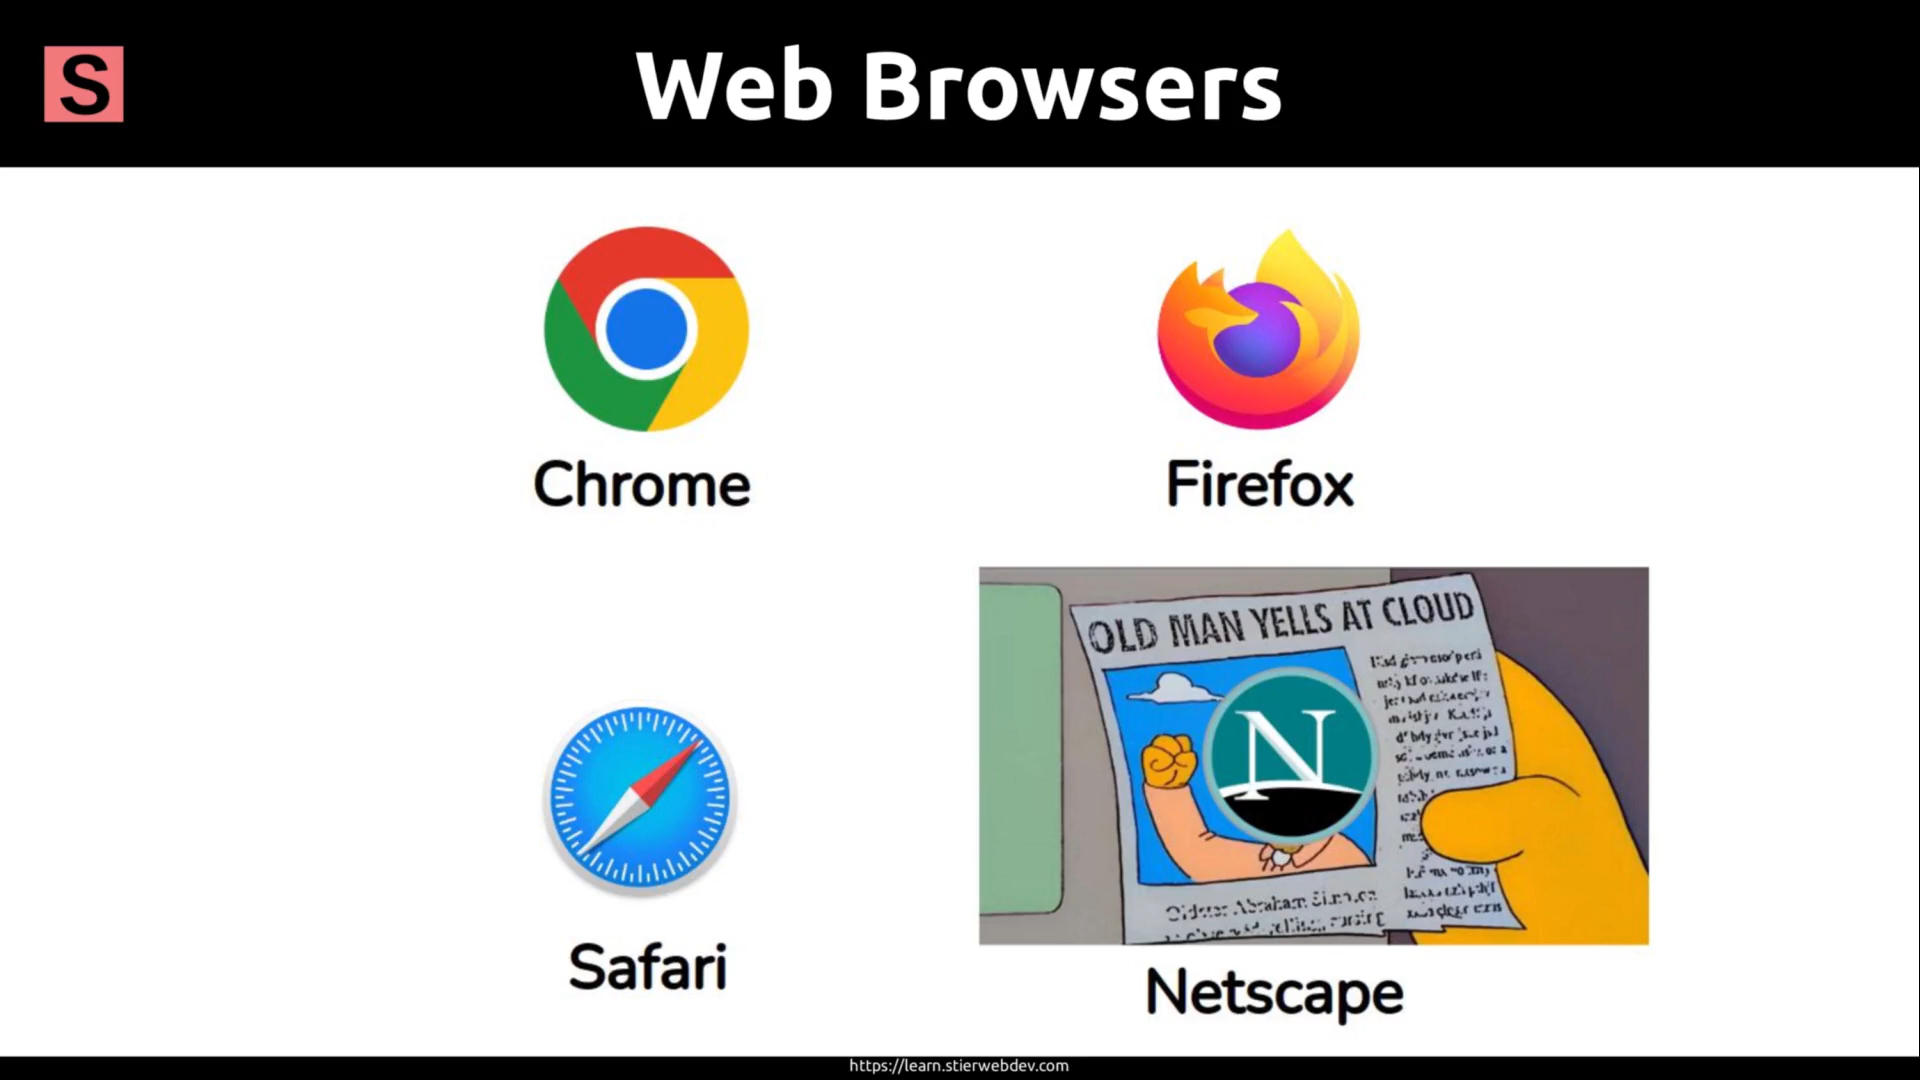 S
Web Browsers
Chrome
Firefox
OLD MAN YELLS AT CLOUD
N
Safari
Netscape
https://learn.stierwebdev.com